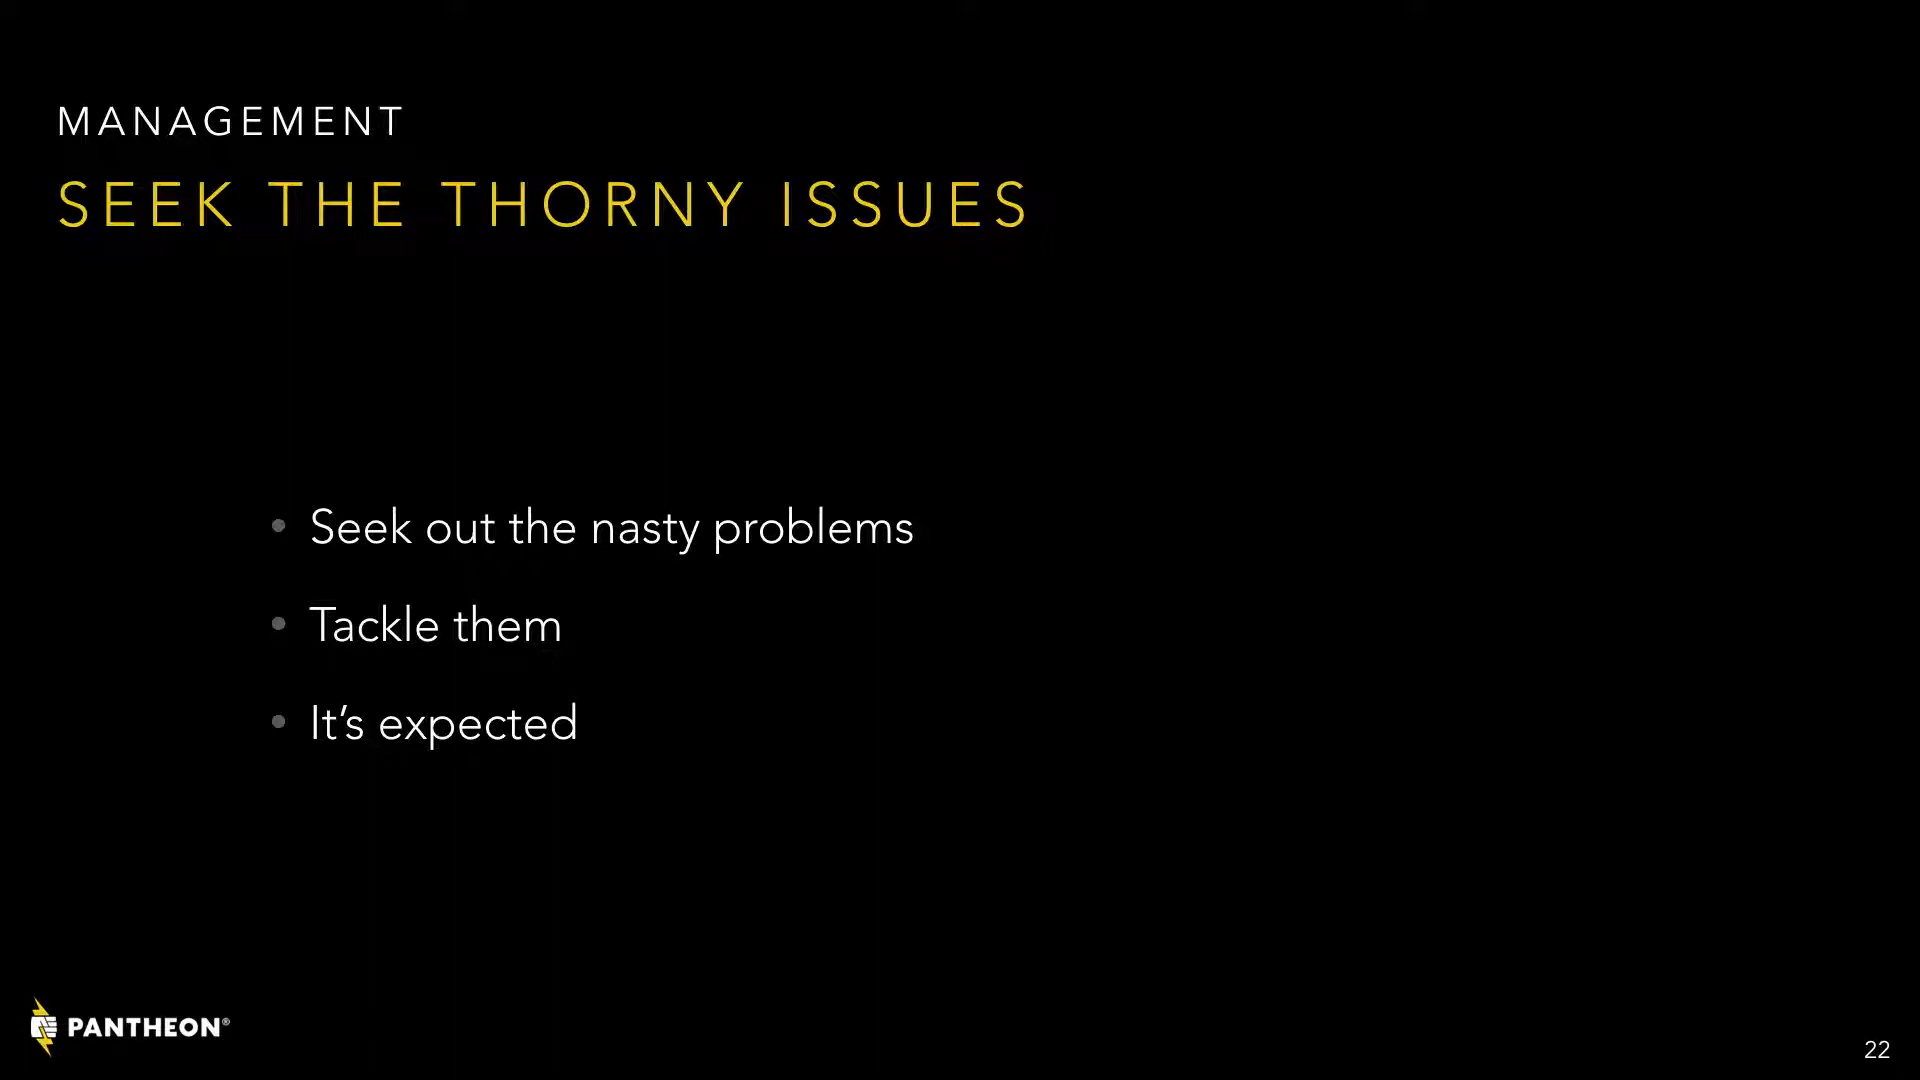 MANAGEMENT
SEEK THE THORNY ISSUES
• Seek out the nasty problems
• Tackle them
• It’s expected
PANTHEON®
22